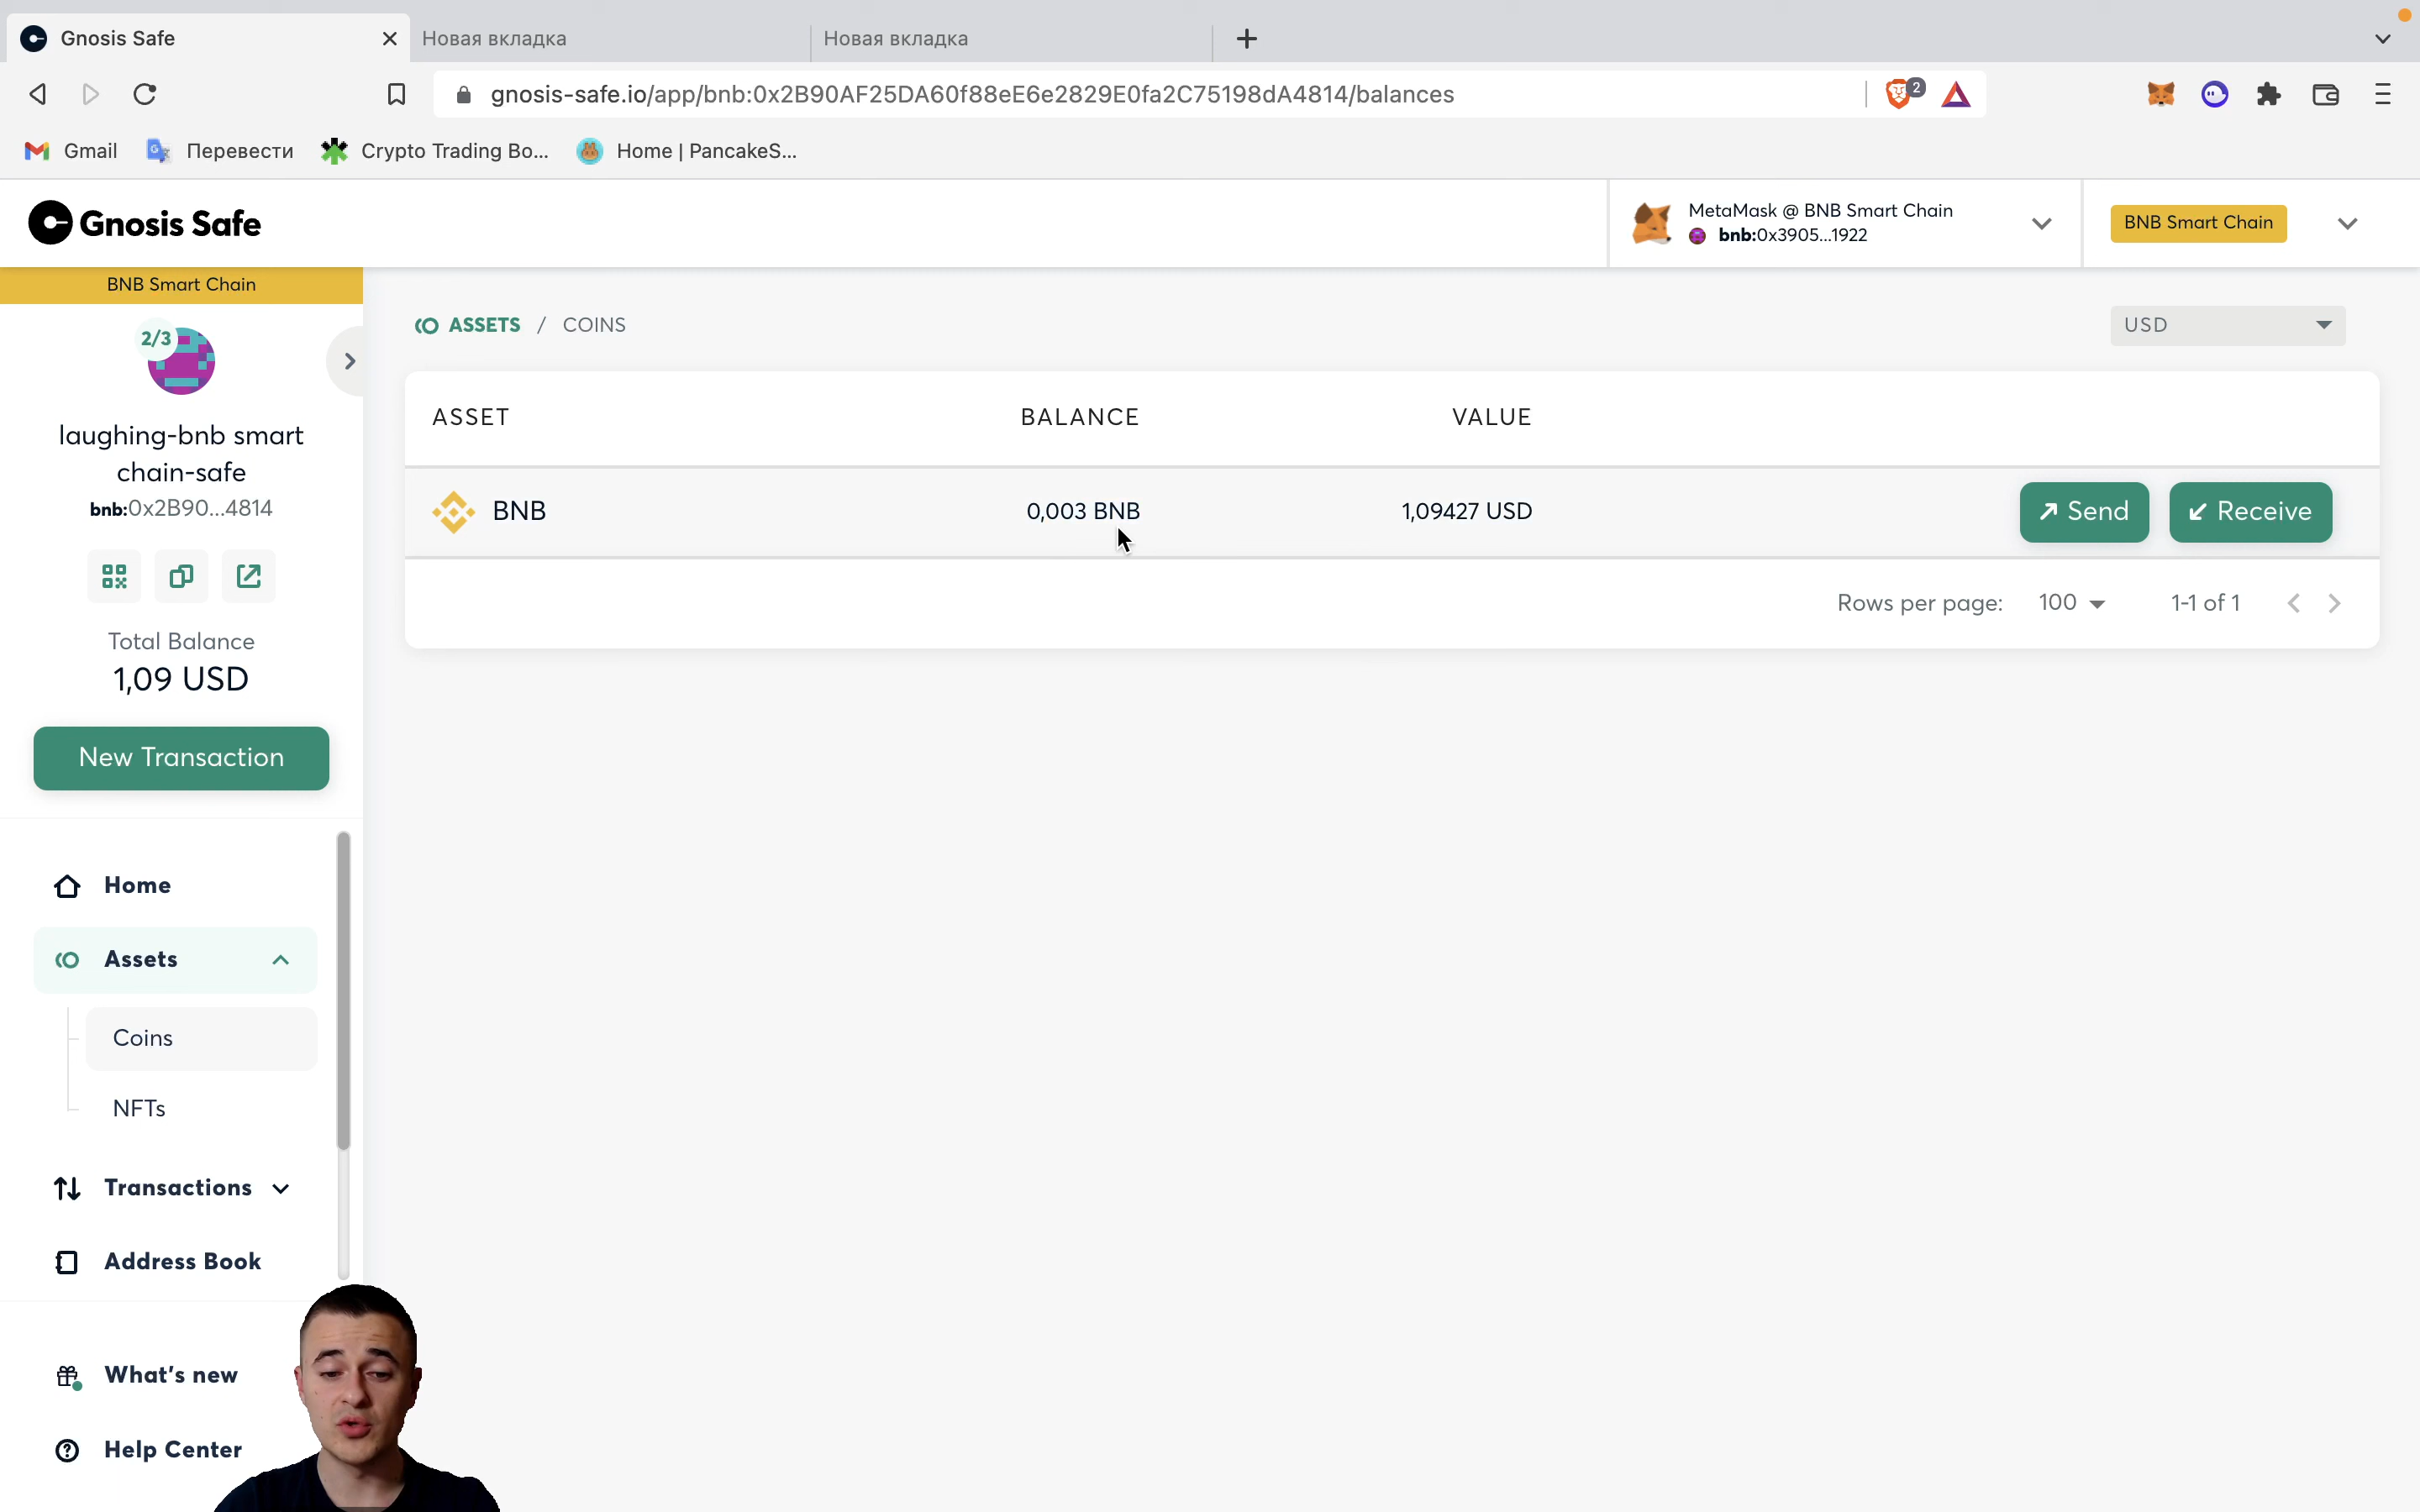 Gnosis Safe
Новая вкладка
Новая вкладка
gnosis-safe.io/app/bnb:0x2B90AF25DA60f88eE6e2829E0fa2C75198dA4814/balances
2
Gmail
Перевести
Crypto Trading Bo...
Home | PancakeS...
Gnosis Safe
MetaMask @ BNB Smart Chain
bnb:0x3905...1922
BNB Smart Chain
BNB Smart Chain
2/3
laughing-bnb smart
chain-safe
bnb:0x2B90...4814
Total Balance
1,09 USD
New Transaction
Home
Assets
Coins
NFTs
Transactions
Address Book
What's new
Help Center
ASSETS / COINS
USD
ASSET BALANCE VALUE
BNB 0,003 BNB 1,09427 USD Send Receive
Rows per page: 100 1-1 of 1